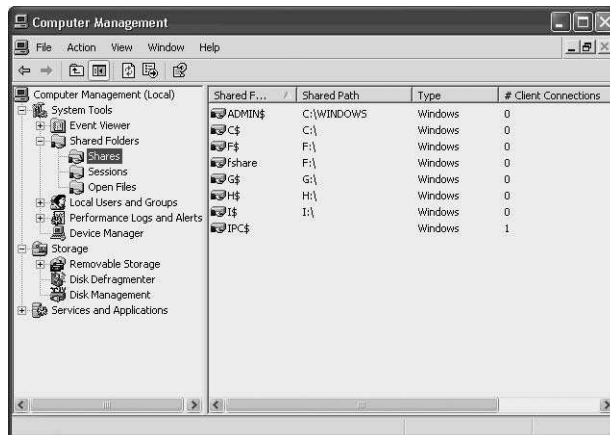 Computer Management
File Action View Window Help
Computer Management (Local)
System Tools
Event Viewer
Shared Folders
Shares
Sessions
Open Files
Local Users and Groups
Performance Logs and Alerts
Device Manager
Storage
Removable Storage
Disk Defragmenter
Disk Management
Services and Applications
Shared F... / Shared Path Type # Client Connections
ADMIN$ C:\WINDOWS Windows 0
C$ C:\ Windows 0
F$ F:\ Windows 0
fshare F:\ Windows 0
G$ G:\ Windows 0
H$ H:\ Windows 0
I$ I:\ Windows 0
IPC$ Windows 1